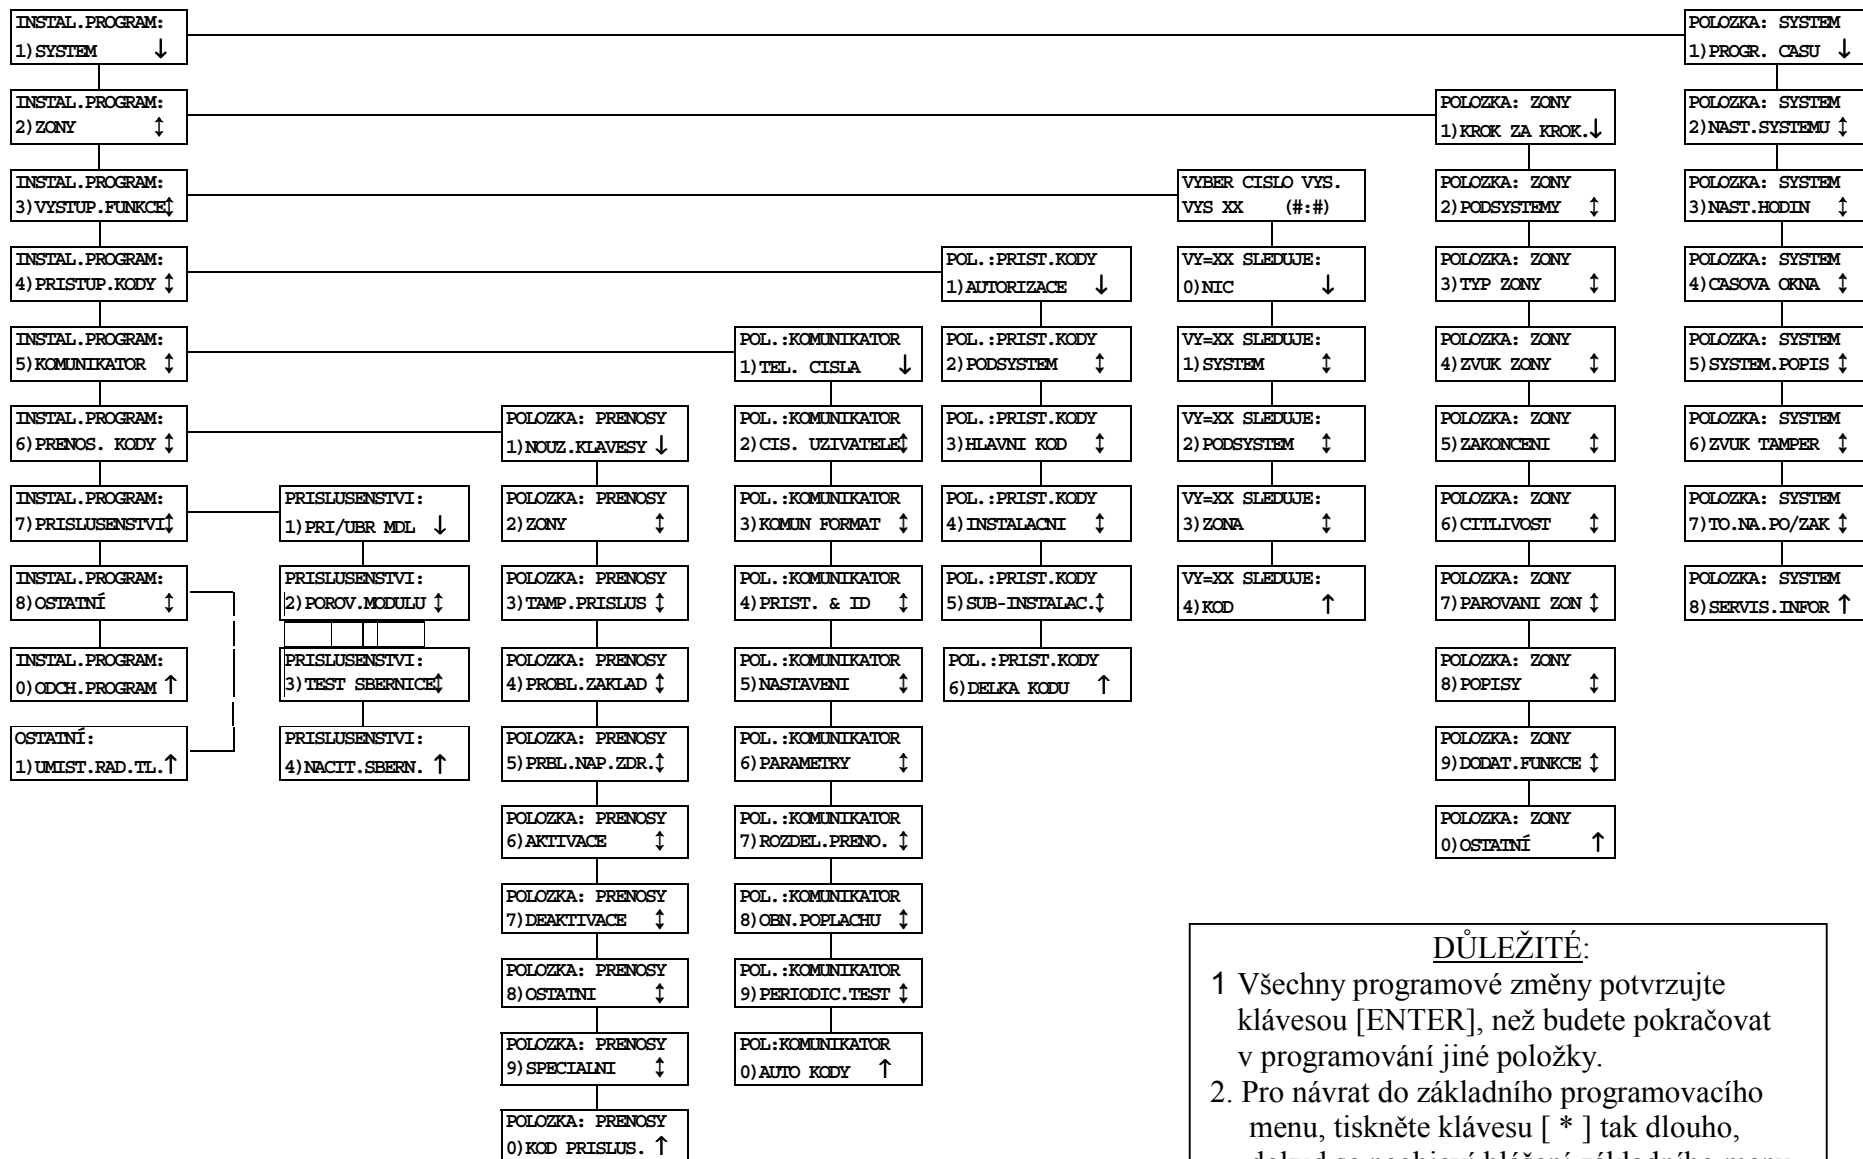 INSTAL.PROGRAM:
1)SYSTEM ↓
INSTAL.PROGRAM:
2)ZONY ↕
INSTAL.PROGRAM:
3)VYSTUP.FUNKCE↕
INSTAL.PROGRAM:
4)PRISTUP.KODY ↕
INSTAL.PROGRAM:
5)KOMUNIKATOR ↕
INSTAL.PROGRAM:
6)PRENOS. KODY ↕
INSTAL.PROGRAM:
7)PRISLUSENSTVI↕
INSTAL.PROGRAM:
8)OSTATNÍ ↕
INSTAL.PROGRAM:
0)ODCH.PROGRAM ↑
OSTATNÍ:
1)UMIST.RAD.TL.↑
PRISLUSENSTVI:
1)PRI/UBR MDL ↓
PRISLUSENSTVI:
2)POROV.MODULU ↕
PRISLUSENSTVI:
3)TEST SBERNICE↕
PRISLUSENSTVI:
4)NACIT.SBERN. ↑
POLOZKA: PRENOSY
1)NOUZ.KLAVESY ↓
POLOZKA: PRENOSY
2)ZONY ↕
POLOZKA: PRENOSY
3)TAMP.PRISLUS ↕
POLOZKA: PRENOSY
4)PROBL.ZAKLAD ↕
POLOZKA: PRENOSY
5)PRBL.NAP.ZDR.↕
POLOZKA: PRENOSY
6)AKTIVACE ↕
POLOZKA: PRENOSY
7)DEAKTIVACE ↕
POLOZKA: PRENOSY
8)OSTATNI ↕
POLOZKA: PRENOSY
9)SPECIALNI ↕
POLOZKA: PRENOSY
0)KOD PRISLUS. ↑
POL.:KOMUNIKATOR
1)TEL. CISLA ↓
POL.:KOMUNIKATOR
2)CIS. UZIVATELE↕
POL.:KOMUNIKATOR
3)KOMUN FORMAT ↕
POL.:KOMUNIKATOR
4)PRIST. & ID ↕
POL.:KOMUNIKATOR
5)NASTAVENI ↕
POL.:KOMUNIKATOR
6)PARAMETRY ↕
POL.:KOMUNIKATOR
7)ROZDEL.PRENO. ↕
POL.:KOMUNIKATOR
8)OBN.POPLACHU ↕
POL.:KOMUNIKATOR
9)PERIODIC.TEST ↕
POL:KOMUNIKATOR
0)AUTO KODY ↑
POL.:PRIST.KODY
1)AUTORIZACE ↓
POL.:PRIST.KODY
2)PODSYSTEM ↕
POL.:PRIST.KODY
3)HLAVNI KOD ↕
POL.:PRIST.KODY
4)INSTALACNI ↕
POL.:PRIST.KODY
5)SUB-INSTALAC.↕
POL.:PRIST.KODY
6)DELKA KODU ↑
VYBER CISLO VYS.
VYS XX (#:#)
VY=XX SLEDUJE:
0)NIC ↓
VY=XX SLEDUJE:
1)SYSTEM ↕
VY=XX SLEDUJE:
2)PODSYSTEM ↕
VY=XX SLEDUJE:
3)ZONA ↕
VY=XX SLEDUJE:
4)KOD ↑
POLOZKA: ZONY
1)KROK ZA KROK.↓
POLOZKA: ZONY
2)PODSYSTEMY ↕
POLOZKA: ZONY
3)TYP ZONY ↕
POLOZKA: ZONY
4)ZVUK ZONY ↕
POLOZKA: ZONY
5)ZAKONCENI ↕
POLOZKA: ZONY
6)CITLIVOST ↕
POLOZKA: ZONY
7)PAROVANI ZON ↕
POLOZKA: ZONY
8)POPISY ↕
POLOZKA: ZONY
9)DODAT.FUNKCE ↕
POLOZKA: ZONY
0)OSTATNÍ ↑
POLOZKA: SYSTEM
1)PROGR. CASU ↓
POLOZKA: SYSTEM
2)NAST.SYSTEMU ↕
POLOZKA: SYSTEM
3)NAST.HODIN ↕
POLOZKA: SYSTEM
4)CASOVA OKNA ↕
POLOZKA: SYSTEM
5)SYSTEM.POPIS ↕
POLOZKA: SYSTEM
6)ZVUK TAMPER ↕
POLOZKA: SYSTEM
7)TO.NA.PO/ZAK ↕
POLOZKA: SYSTEM
8)SERVIS.INFOR ↑
DŮLEŽITÉ:
1 Všechny programové změny potvrzujte
klávesou [ENTER], než budete pokračovat
v programování jiné položky.
2. Pro návrat do základního programovacího
menu, tiskněte klávesu [ * ] tak dlouho,